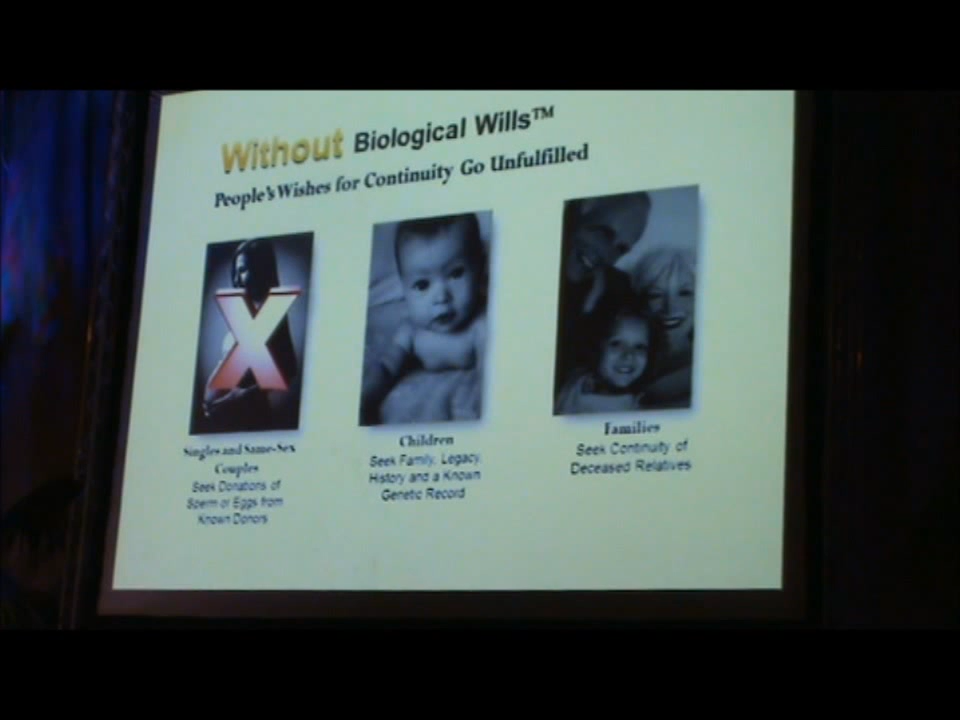 Without Biological Wills™
People's Wishes for Continuity Go Unfulfilled
X
Singles and Same-Sex
Couples
Seek Donations of
Sperm or Eggs from
Known Donors
Children
Seek Family, Legacy,
History and a Known
Genetic Record
Families
Seek Continuity of
Deceased Relatives